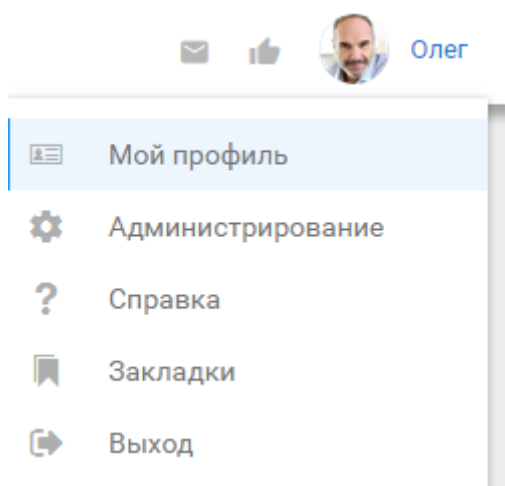 Олег
Мой профиль
Администрирование
Справка
Закладки
Выход